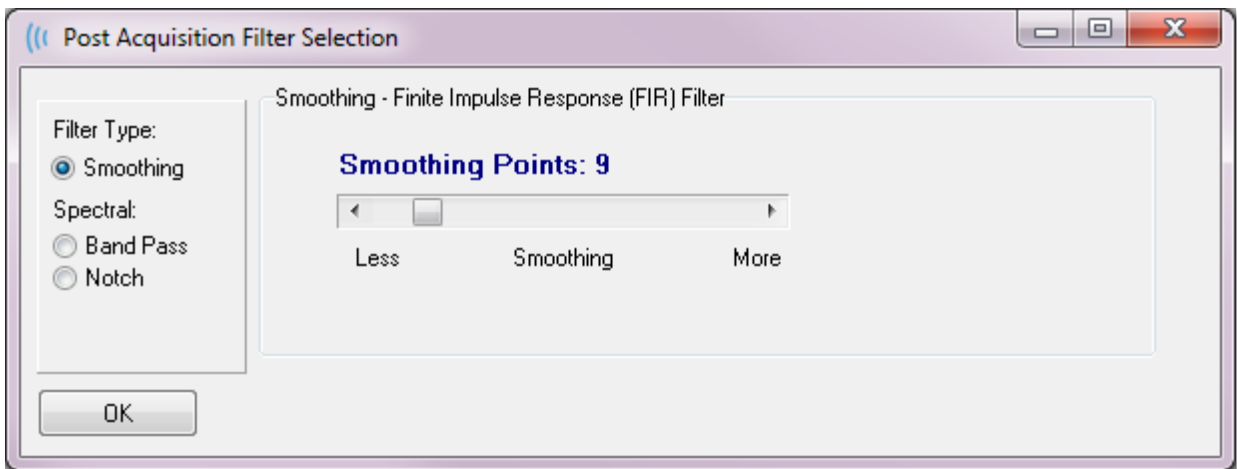 Post Acquisition Filter Selection
Smoothing - Finite Impulse Response (FIR) Filter
Filter Type:
Smoothing
Spectral:
Band Pass
Notch
Smoothing Points: 9
Less Smoothing More
OK